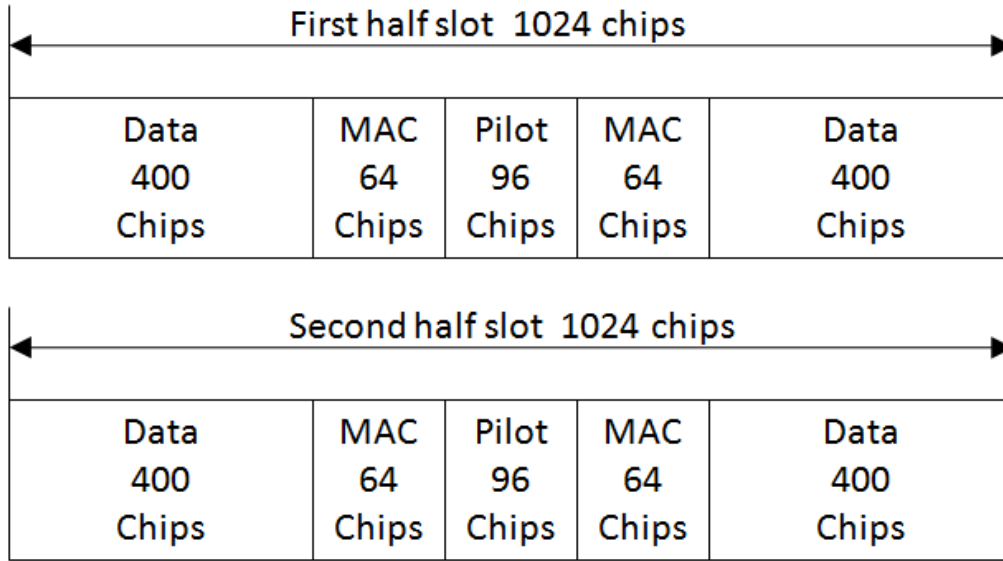 First half slot 1024 chips
Data MAC Pilot MAC Data
400 64 96 64 400
Chips Chips Chips Chips Chips
Second half slot 1024 chips
Data MAC Pilot MAC Data
400 64 96 64 400
Chips Chips Chips Chips Chips